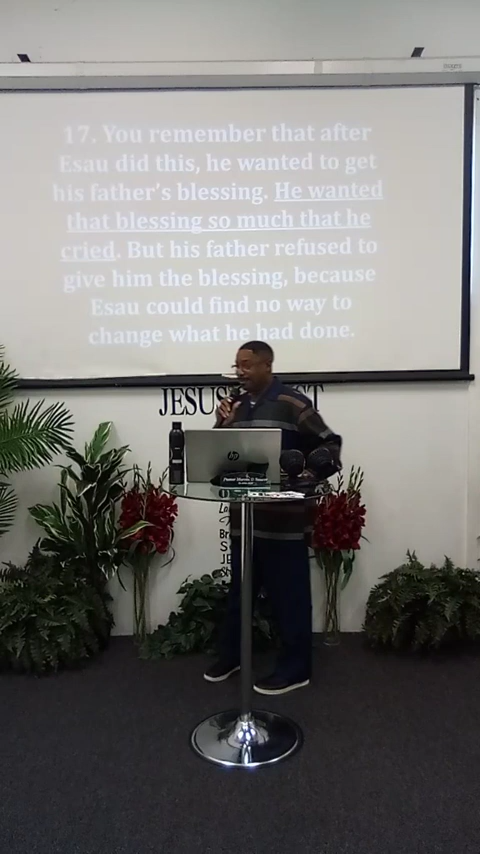 17. You remember that after
Esau did this, he wanted to get
his father's blessing. He wanted
that blessing so much that he
cried. But his father refused to
give him the blessing, because
Esau could find no way to
change what he had done.
JESUS
hp